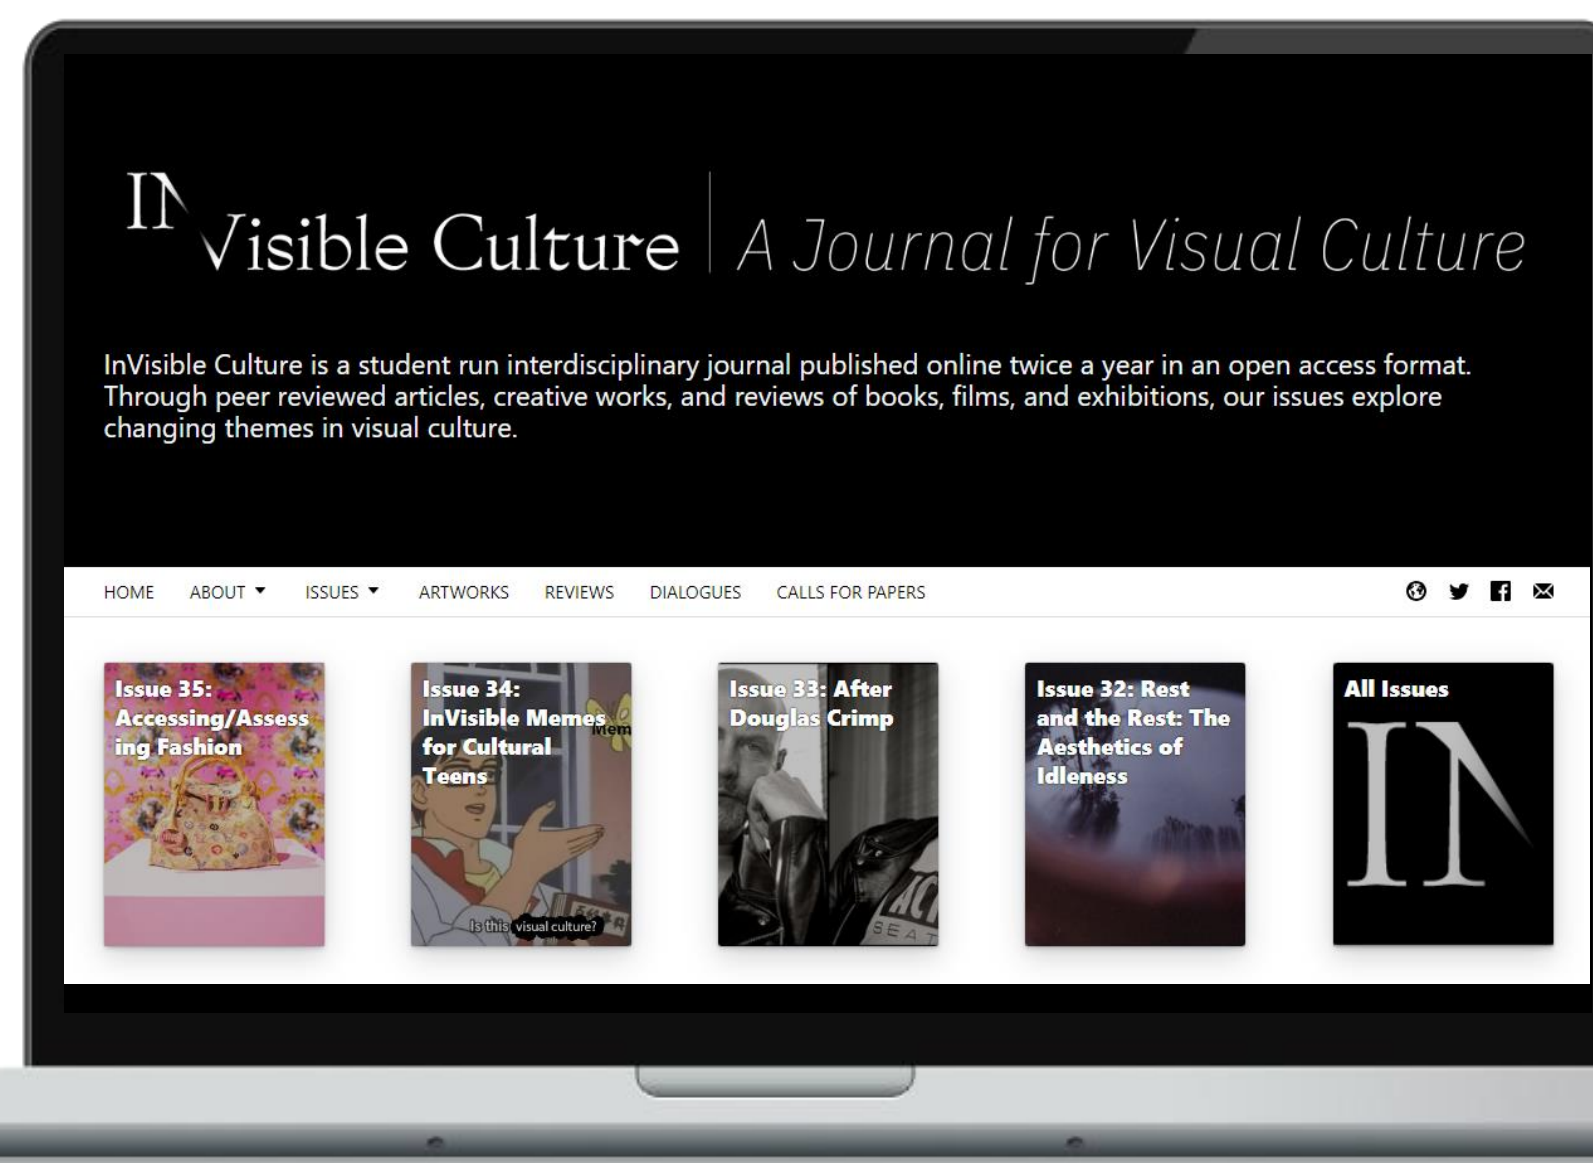 INVisible Culture
A Journal for Visual Culture
InVisible Culture is a student run interdisciplinary journal published online twice a year in an open access format.
Through peer reviewed articles, creative works, and reviews of books, films, and exhibitions, our issues explore
changing themes in visual culture.
HOME ABOUT ISSUES ARTWORKS REVIEWS DIALOGUES CALLS FOR PAPERS
Issue 35:
Accessing/Assess
ing Fashion
Issue 34:
InVisible Memes
for Cultural
Teens
Mem
Is this visual culture?
Issue 33: After
Douglas Crimp
ACT
SEAT
Issue 32: Rest
and the Rest: The
Aesthetics of
Idleness
All Issues
IN